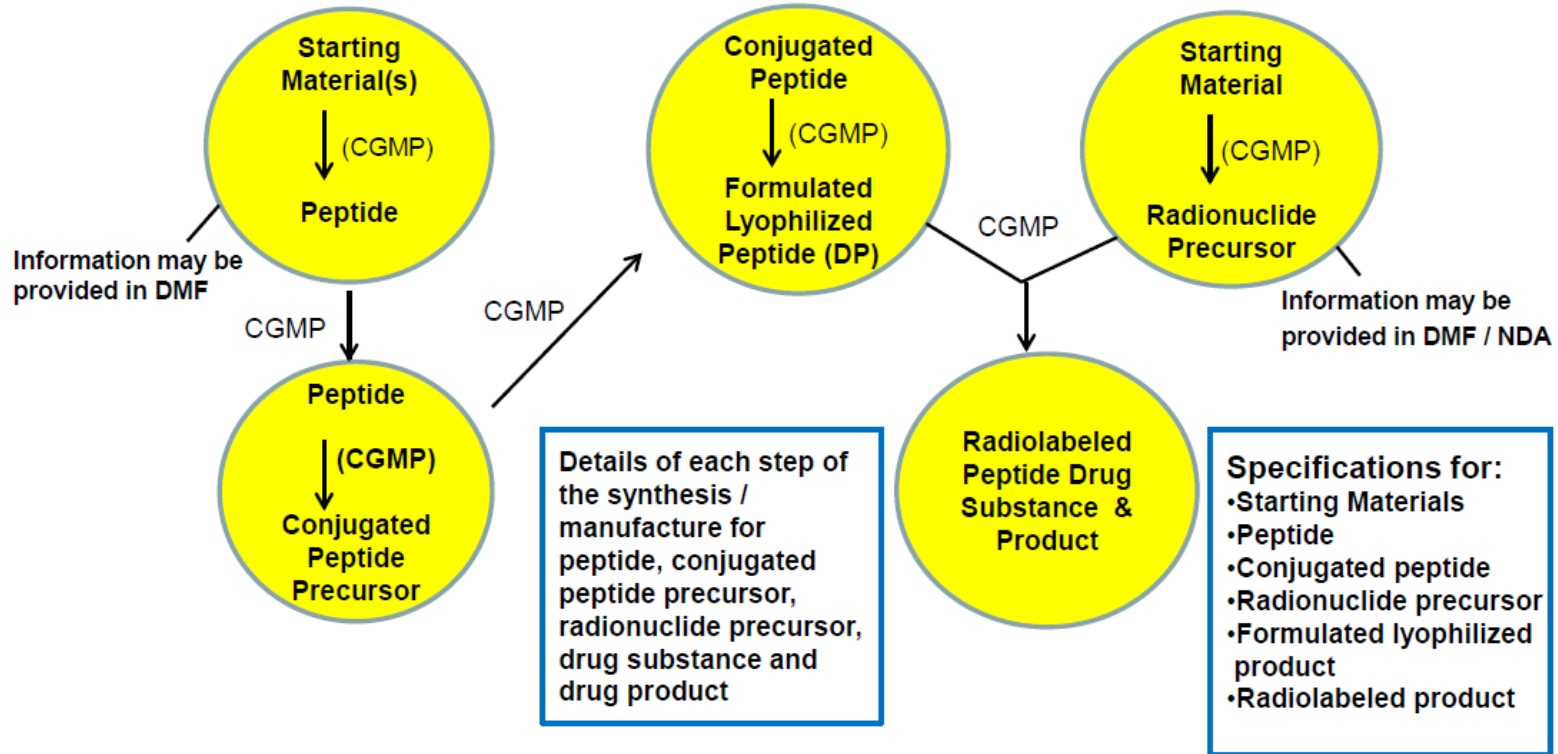 Starting
Material(s)
(CGMP)
Peptide
Information may be
provided in DMF
CGMP
Peptide
(CGMP)
Conjugated
Peptide
Precursor
CGMP
Conjugated
Peptide
(CGMP)
Formulated
Lyophilized
Peptide (DP)
CGMP
Starting
Material
(CGMP)
Radionuclide
Precursor
Information may be
provided in DMF / NDA
Radiolabeled
Peptide Drug
Substance &
Product
Details of each step of
the synthesis /
manufacture for
peptide, conjugated
peptide precursor,
radionuclide precursor,
drug substance and
drug product
Specifications for:
•Starting Materials
•Peptide
•Conjugated peptide
•Radionuclide precursor
•Formulated lyophilized
product
•Radiolabeled product